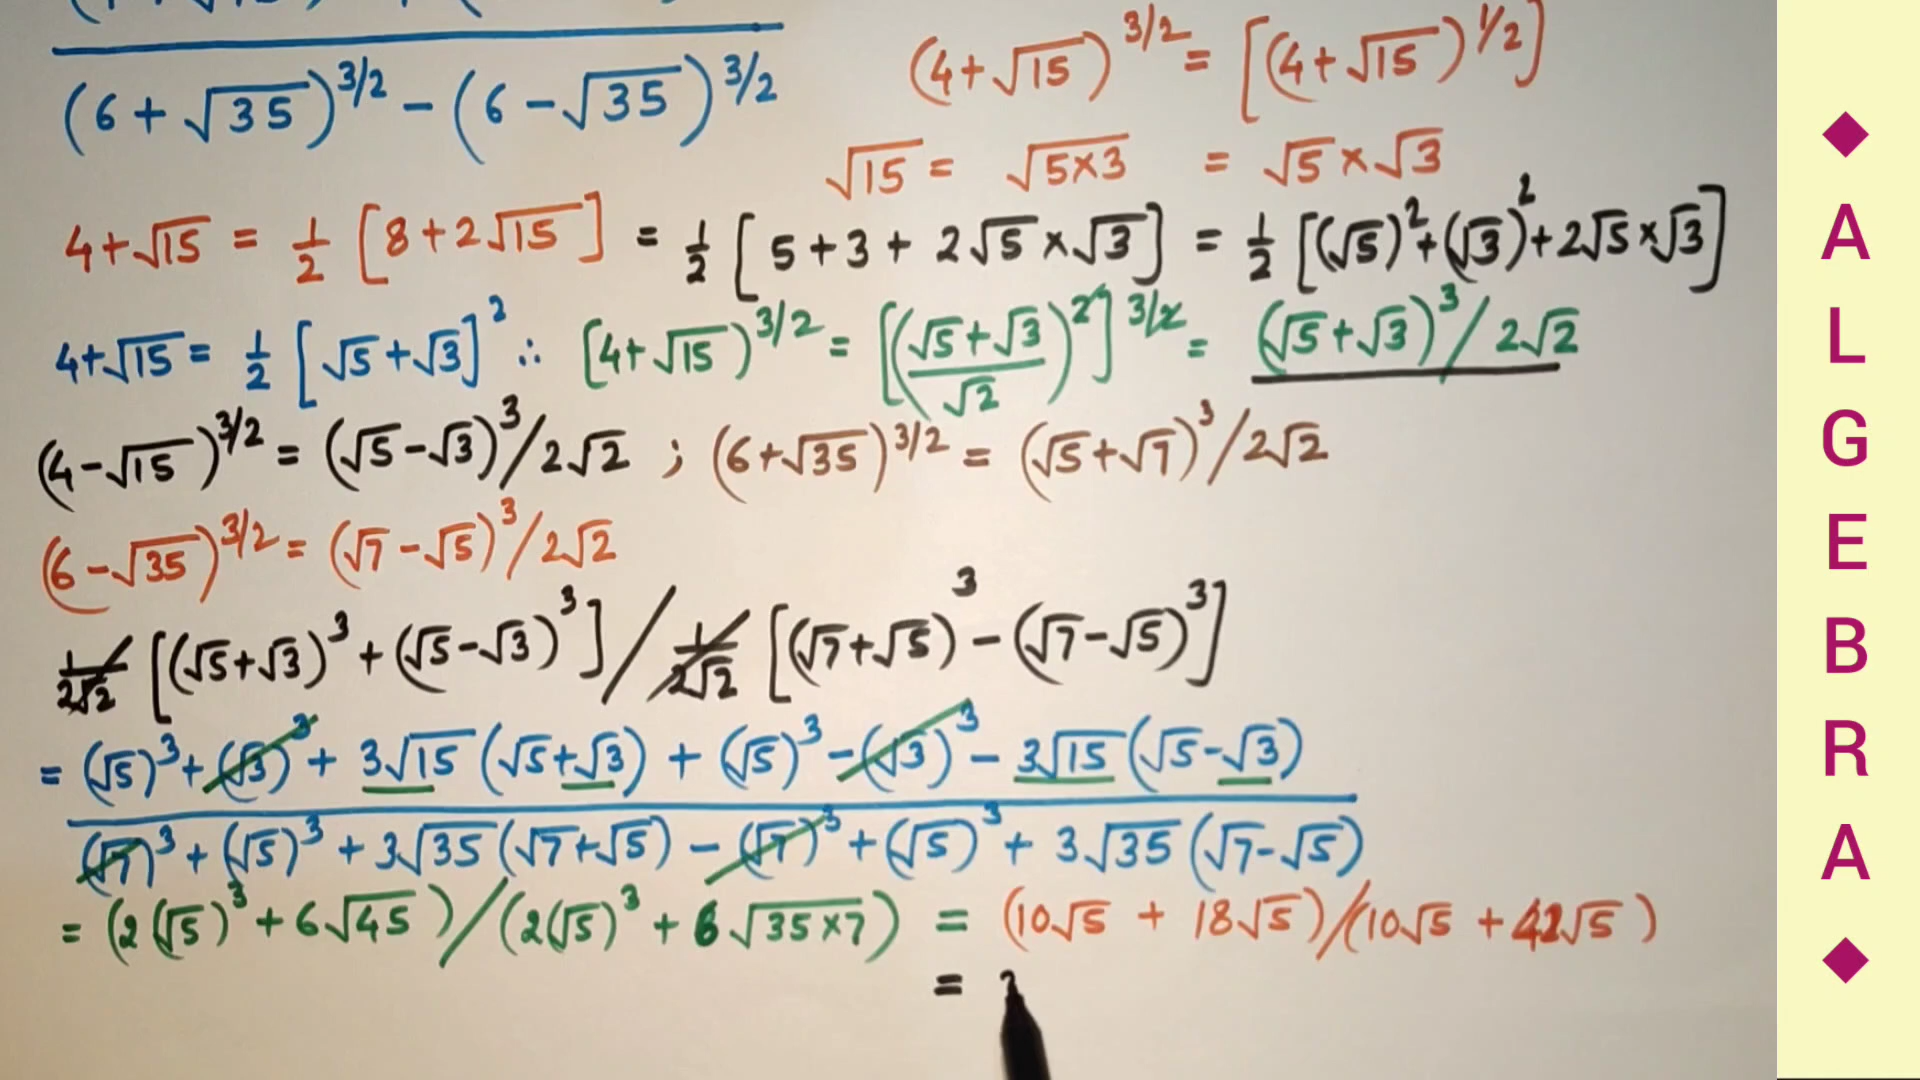 (6+√35)^3/2 - (6-√35)^3/2
(4+√15)^3/2 = [(4+√15)^1/2]
√15 = √5×3 = √5×√3
4+√15 = 1/2 [8+2√15] = 1/2 [5+3+2√5×√3] = 1/2 [(√5)^2+(√3)^2+2√5×√3]^2
4+√15 = 1/2 [√5+√3]^2 ∴ [4+√15)^3/2 = [((√5+√3)/√2)^2]^3/2 = (√5+√3)^3/2√2
(4-√15)^3/2 = (√5-√3)^3/2√2 ; (6+√35)^3/2 = (√5+√7)^3/2√2
(6-√35)^3/2 = (√7-√5)^3/2√2
1/2√2 [(√5+√3)^3+(√5-√3)^3] / 1/2√2 [(√7+√5)^3-(√7-√5)^3]
= (√5)^3+(√3)^3+3√15(√5+√3)+(√5)^3-(√3)^3-3√15(√5-√3)
(√7)^3+(√5)^3+3√35(√7+√5)-(√7)^3+(√5)^3+3√35(√7-√5)
= (2(√5)^3+6√45)/(2(√5)^3+6√35×7) = (10√5+18√5)/(10√5+42√5)
=
ALGEBRA